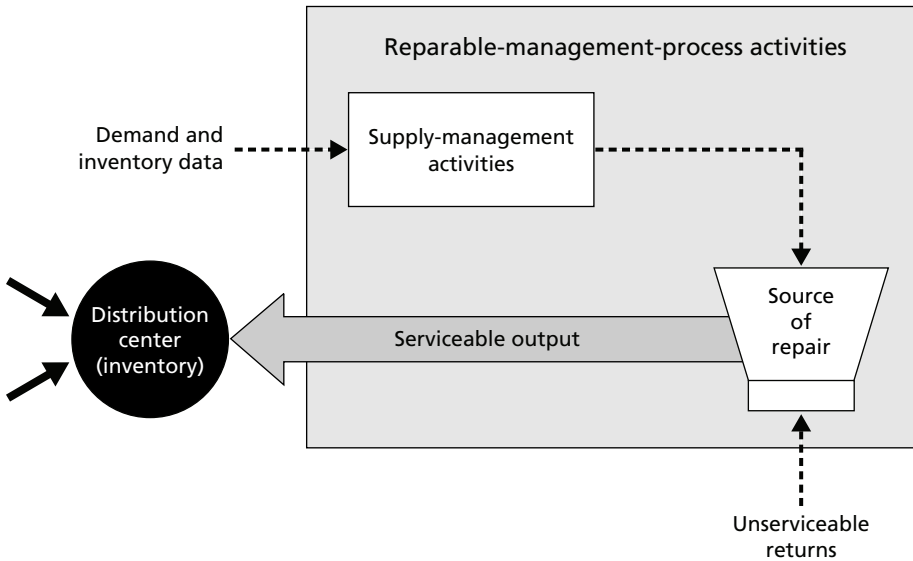 Reparable-management-process activities
Demand and
inventory data
Supply-management
activities
Distribution
center
(inventory)
Serviceable output
Source
of
repair
Unserviceable
returns